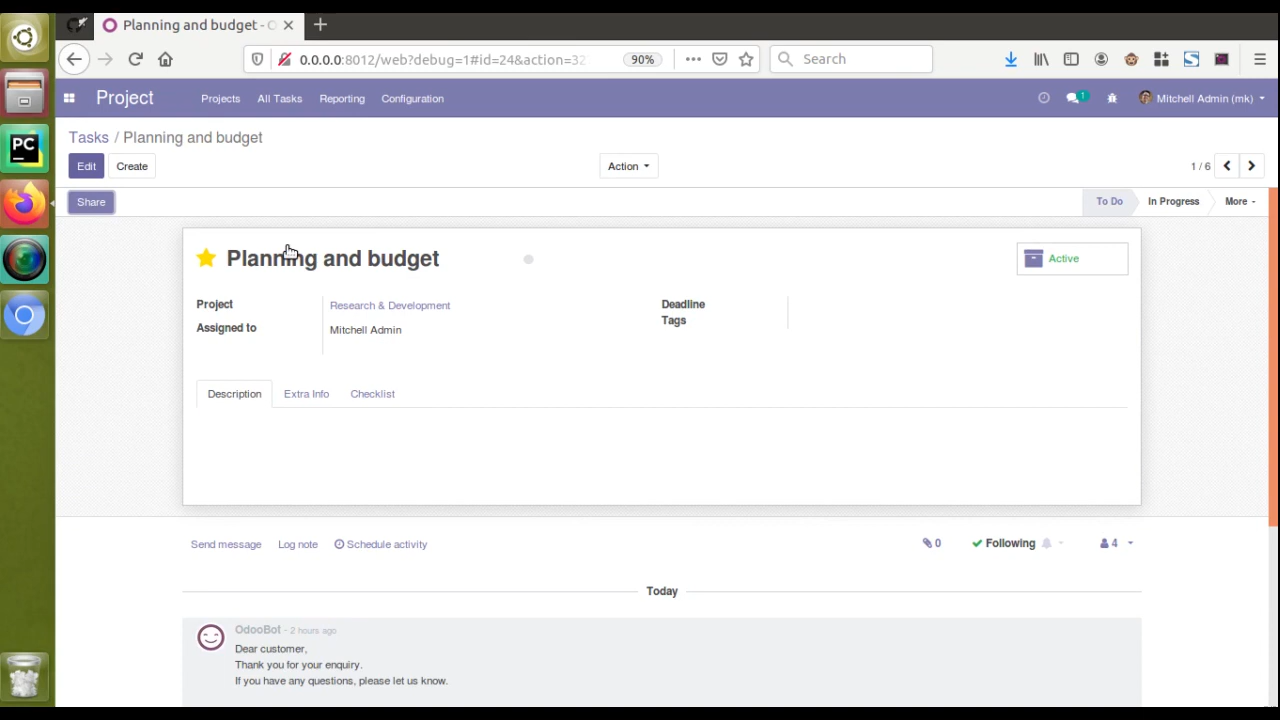 Planning and budget - O
0.0.0.0:8012/web?debug=1#id=24&action=32
90%
Search
Project
Projects
All Tasks
Reporting
Configuration
1
Mitchell Admin (mk)
Tasks / Planning and budget
Edit
Create
Action
1 / 6
Share
To Do
In Progress
More
Planning and budget
Active
Project
Research & Development
Deadline
Assigned to
Mitchell Admin
Tags
Description
Extra Info
Checklist
Send message
Log note
Schedule activity
0
Following
4
Today
OdooBot - 2 hours ago
Dear customer,
Thank you for your enquiry.
If you have any questions, please let us know.
PC